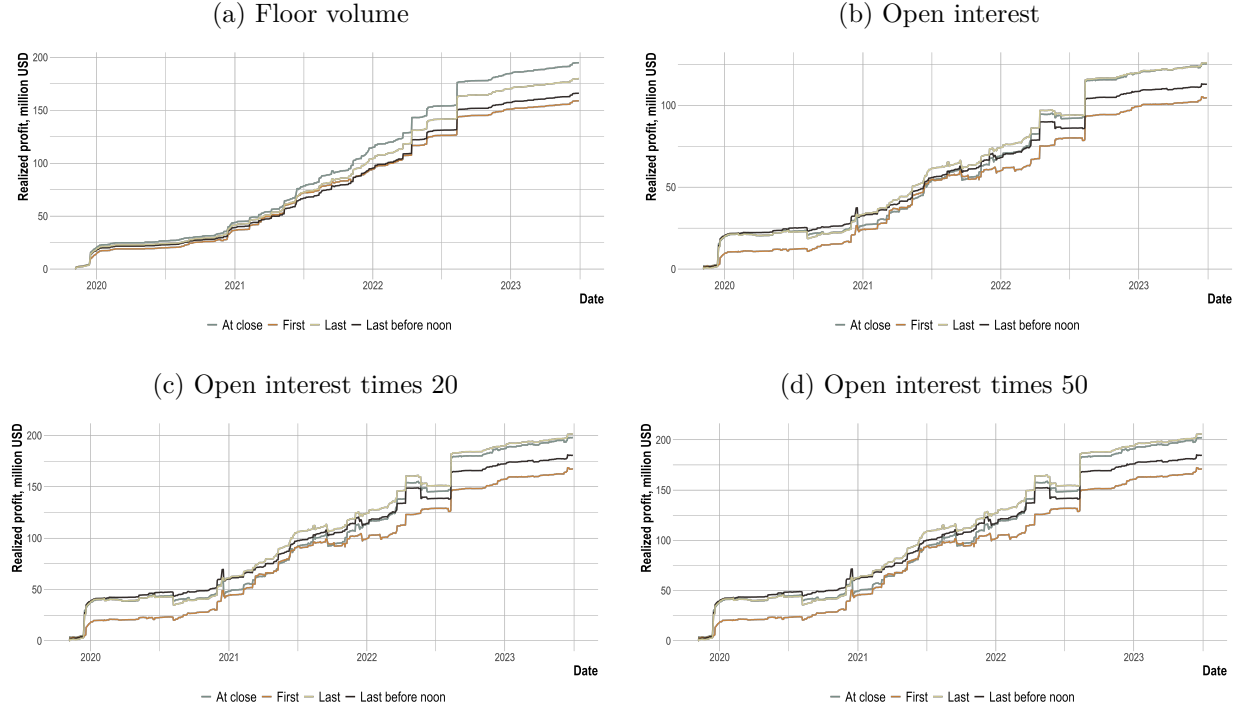 (a) Floor volume
Realized profit, million USD
200
150
100
50
0
2020 2021 2022 2023
Date
At close First Last Last before noon
(b) Open interest
Realized profit, million USD
100
50
0
2020 2021 2022 2023
Date
At close First Last Last before noon
(c) Open interest times 20
Realized profit, million USD
200
150
100
50
0
2020 2021 2022 2023
Date
At close First Last Last before noon
(d) Open interest times 50
Realized profit, million USD
200
150
100
50
0
2020 2021 2022 2023
Date
At close First Last Last before noon